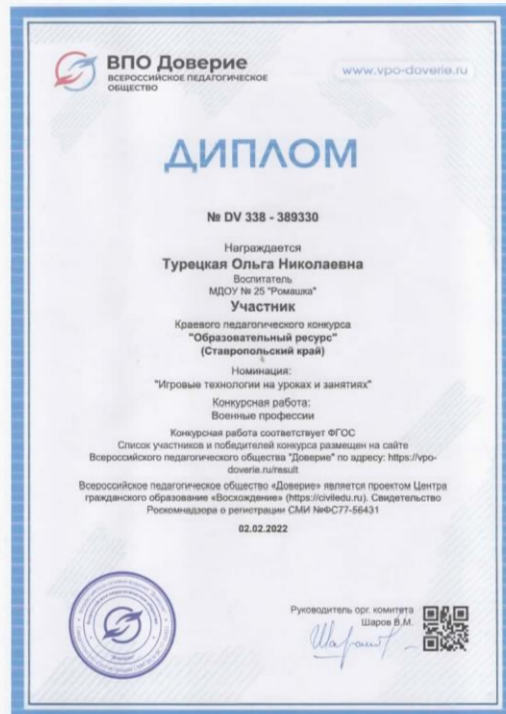 ВПО Доверие
ВСЕРОССИЙСКОЕ ПЕДАГОГИЧЕСКОЕ
ОБЩЕСТВО
www.vpo-doverie.ru
ДИПЛОМ
№ DV 338 - 389330
Награждается
Турецкая Ольга Николаевна
Воспитатель
МДОУ № 25 "Ромашка"
Участник
Краевого педагогического конкурса
"Образовательный ресурс"
(Ставропольский край)
Номинация:
"Игровые технологии на уроках и занятиях"
Конкурсная работа:
Военные профессии
Конкурсная работа соответствует ФГОС
Список участников и победителей конкурса размещен на сайте
Всероссийского педагогического общества "Доверие" по адресу: https://vpo-
doverie.ru/result
Всероссийское педагогическое общество «Доверие» является проектом Центра
гражданского образование «Восхождение» (https://civiledu.ru). Свидетельство
Роскомнадзора о регистрации СМИ №ФС77-56431
02.02.2022
Руководитель орг. комитета
Шаров В.М.